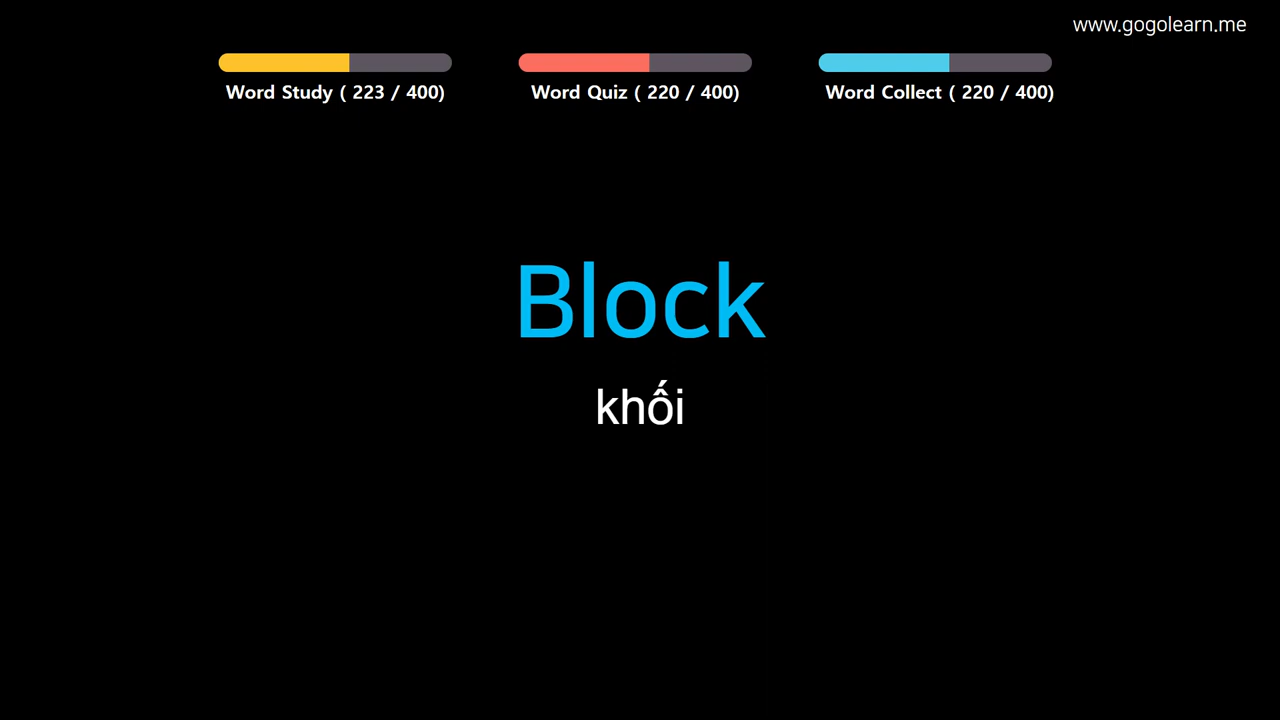 www.gogolearn.me
Word Study ( 223 / 400)
Word Quiz ( 220 / 400)
Word Collect ( 220 / 400)
Block
khối